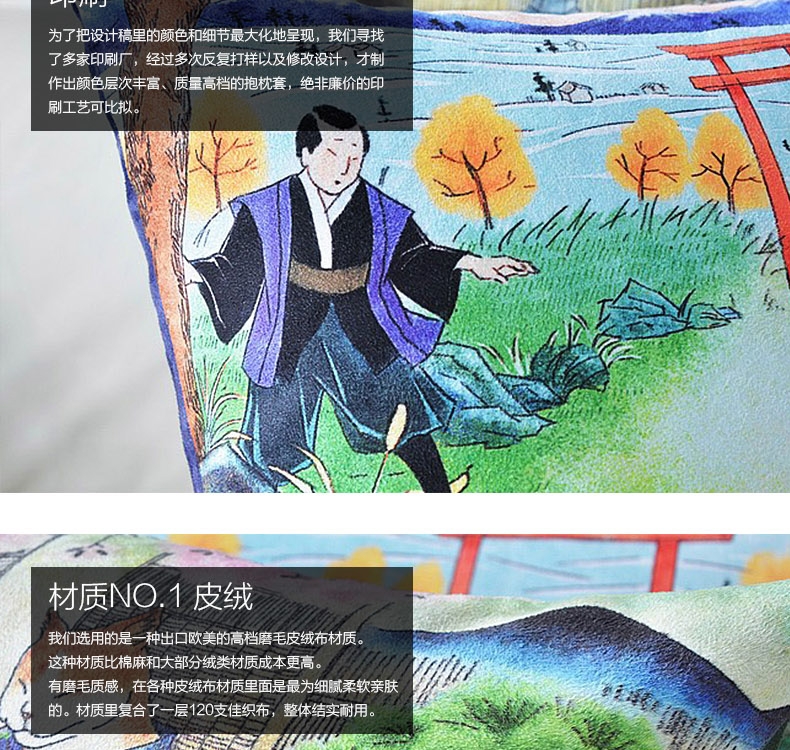 印刷
为了把设计稿里的颜色和细节最大化地呈现，我们寻找
了多家印刷厂，经过多次反复打样以及修改设计，才制
作出颜色层次丰富、质量高档的抱枕套，绝非廉价的印
刷工艺可比拟。
材质NO.1 皮绒
我们选用的是一种出口欧美的高档磨毛皮绒布材质。
这种材质比棉麻和大部分绒类材质成本更高。
有磨毛质感，在各种皮绒布材质里面是最为细腻柔软亲肤
的。材质里复合了一层120支佳织布，整体结实耐用。